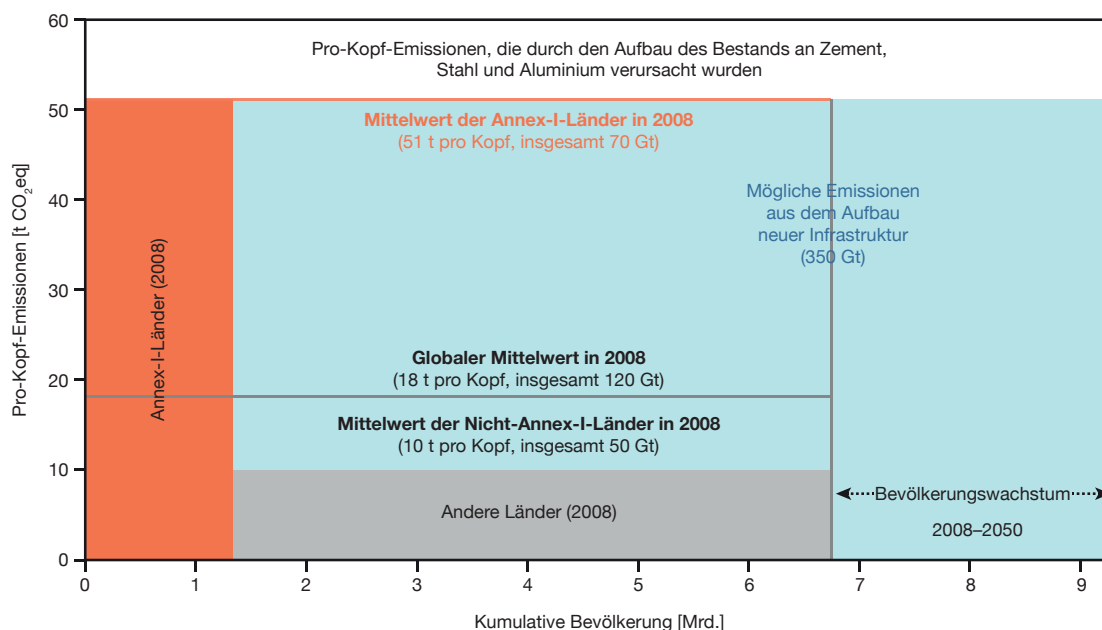 Pro-Kopf-Emissionen, die durch den Aufbau des Bestands an Zement,
Stahl und Aluminium verursacht wurden
Pro-Kopf-Emissionen [t CO₂eq]
60
50
40
30
20
10
0
Annex-I-Länder (2008)
Mittelwert der Annex-I-Länder in 2008
(51 t pro Kopf, insgesamt 70 Gt)
Mögliche Emissionen
aus dem Aufbau
neuer Infrastruktur
(350 Gt)
Globaler Mittelwert in 2008
(18 t pro Kopf, insgesamt 120 Gt)
Mittelwert der Nicht-Annex-I-Länder in 2008
(10 t pro Kopf, insgesamt 50 Gt)
Andere Länder (2008)
Bevölkerungswachstum
2008–2050
0 1 2 3 4 5 6 7 8 9
Kumulative Bevölkerung [Mrd.]